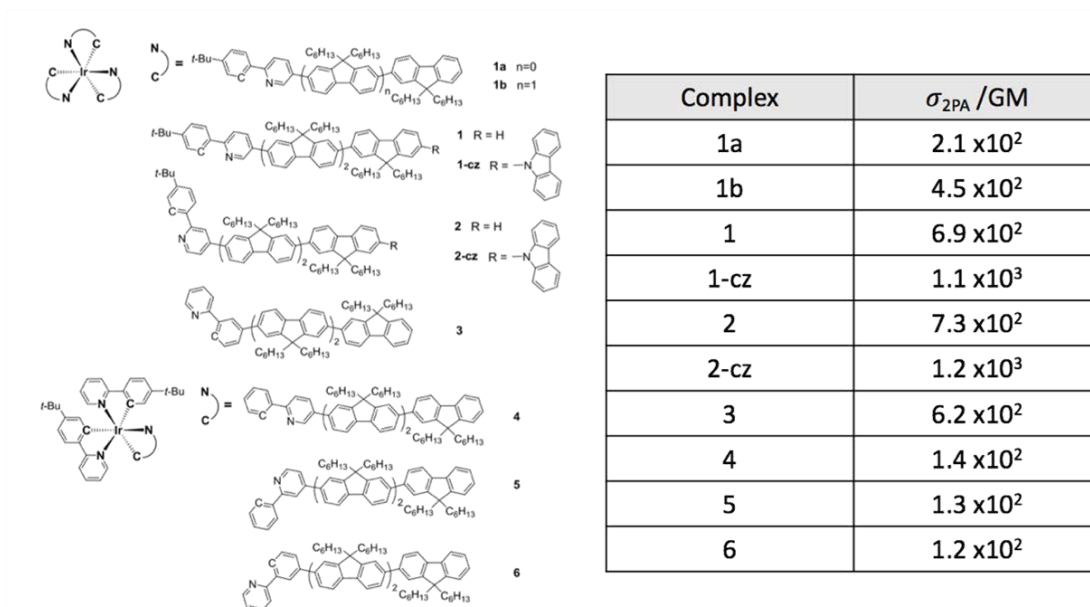 N C
C Ir N
N C
N
C =
t-Bu
C
N
C₆H₁₃ C₆H₁₃
n
C₆H₁₃ C₆H₁₃
1a n=0
1b n=1
t-Bu
C
N
C₆H₁₃ C₆H₁₃
2
C₆H₁₃ C₆H₁₃
R
1 R = H
1-cz R = N
t-Bu
C
N
C₆H₁₃ C₆H₁₃
2
C₆H₁₃ C₆H₁₃
R
2 R = H
2-cz R = N
N
C
C₆H₁₃ C₆H₁₃
2
C₆H₁₃ C₆H₁₃
3
t-Bu
t-Bu
N C
C Ir N
N C
N
C =
C
N
C₆H₁₃ C₆H₁₃
2
C₆H₁₃ C₆H₁₃
4
N
C
C₆H₁₃ C₆H₁₃
2
C₆H₁₃ C₆H₁₃
5
C
N
C₆H₁₃ C₆H₁₃
2
C₆H₁₃ C₆H₁₃
6
Complex σ₂PA /GM
1a 2.1 x10²
1b 4.5 x10²
1 6.9 x10²
1-cz 1.1 x10³
2 7.3 x10²
2-cz 1.2 x10³
3 6.2 x10²
4 1.4 x10²
5 1.3 x10²
6 1.2 x10²